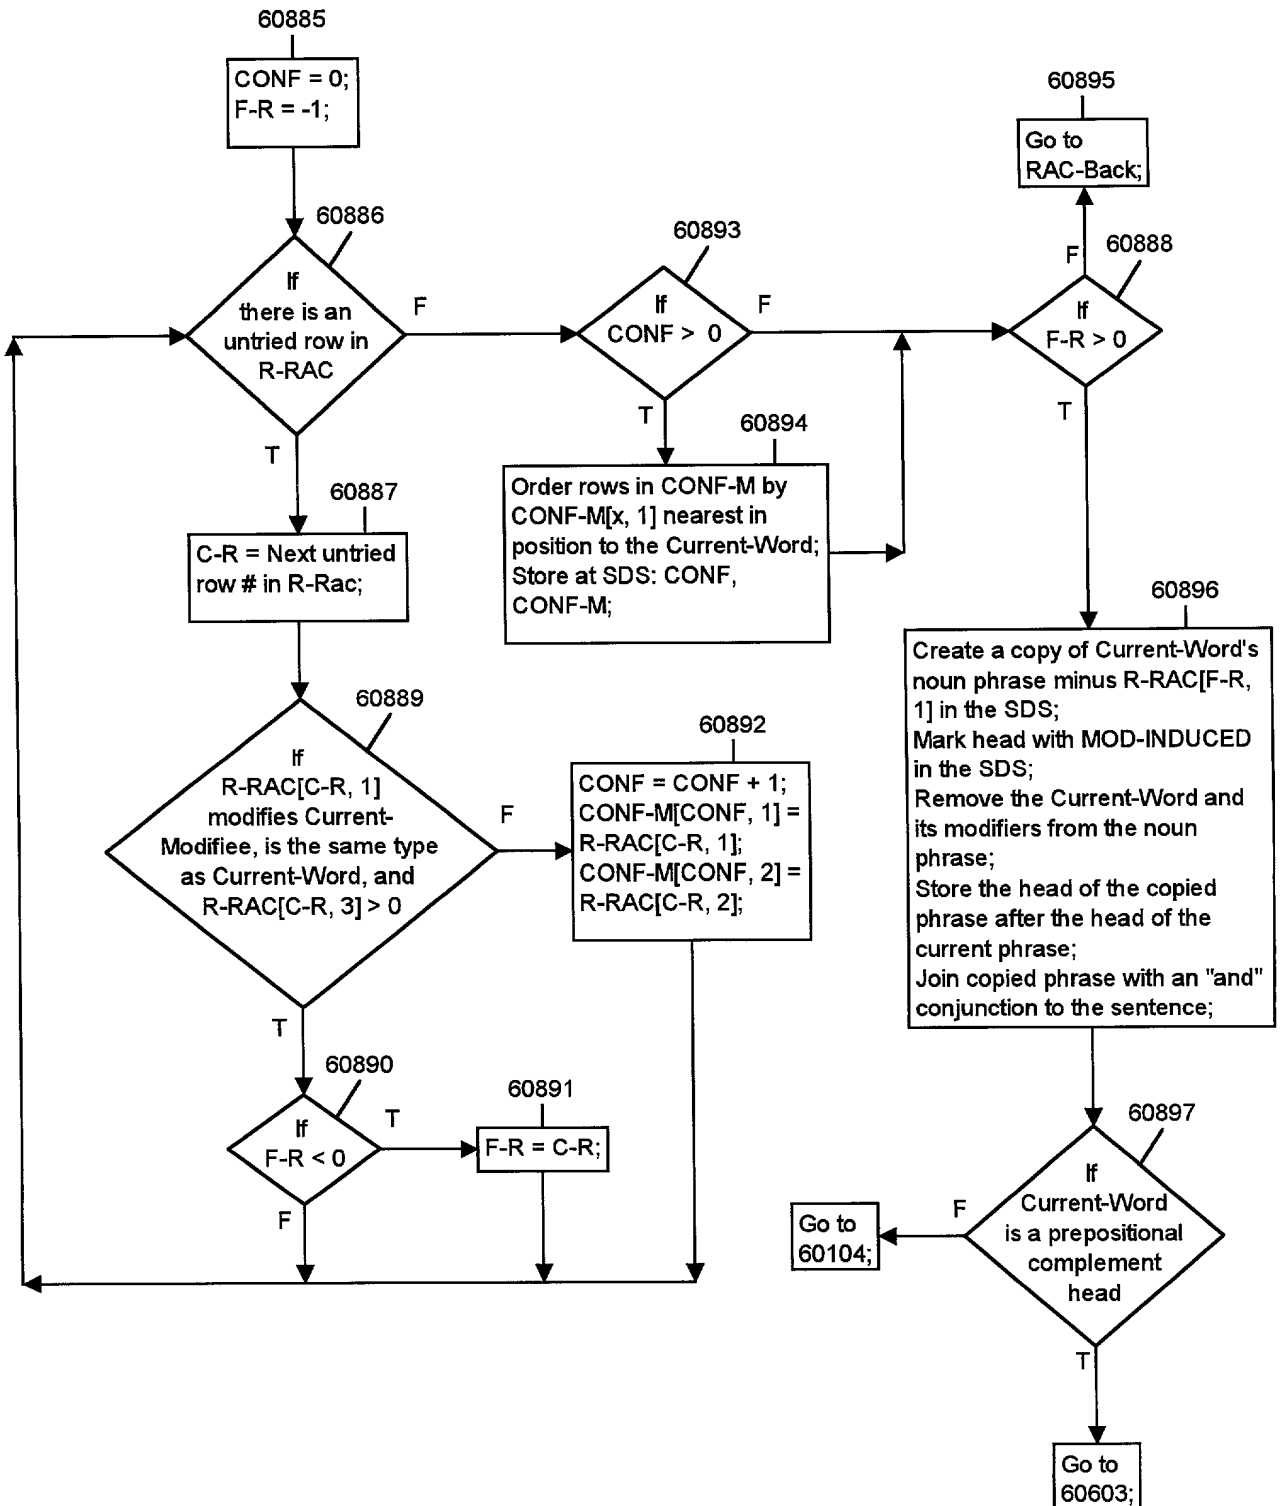 60885
CONF = 0;
F-R = -1;
60886
If
there is an
untried row in
R-RAC
F
T
60887
C-R = Next untried
row # in R-Rac;
60889
If
R-RAC[C-R, 1]
modifies Current-
Modifiee, is the same type
as Current-Word, and
R-RAC[C-R, 3] > 0
F
T
60890
If
F-R < 0
T
F
60891
F-R = C-R;
60892
CONF = CONF + 1;
CONF-M[CONF, 1] =
R-RAC[C-R, 1];
CONF-M[CONF, 2] =
R-RAC[C-R, 2];
60893
If
CONF > 0
F
T
60894
Order rows in CONF-M by
CONF-M[x, 1] nearest in
position to the Current-Word;
Store at SDS: CONF,
CONF-M;
60895
Go to
RAC-Back;
F
60888
If
F-R > 0
T
60896
Create a copy of Current-Word's
noun phrase minus R-RAC[F-R,
1] in the SDS;
Mark head with MOD-INDUCED
in the SDS;
Remove the Current-Word and
its modifiers from the noun
phrase;
Store the head of the copied
phrase after the head of the
current phrase;
Join copied phrase with an "and"
conjunction to the sentence;
60897
If
Current-Word
is a prepositional
complement
head
F
Go to
60104;
T
Go to
60603;